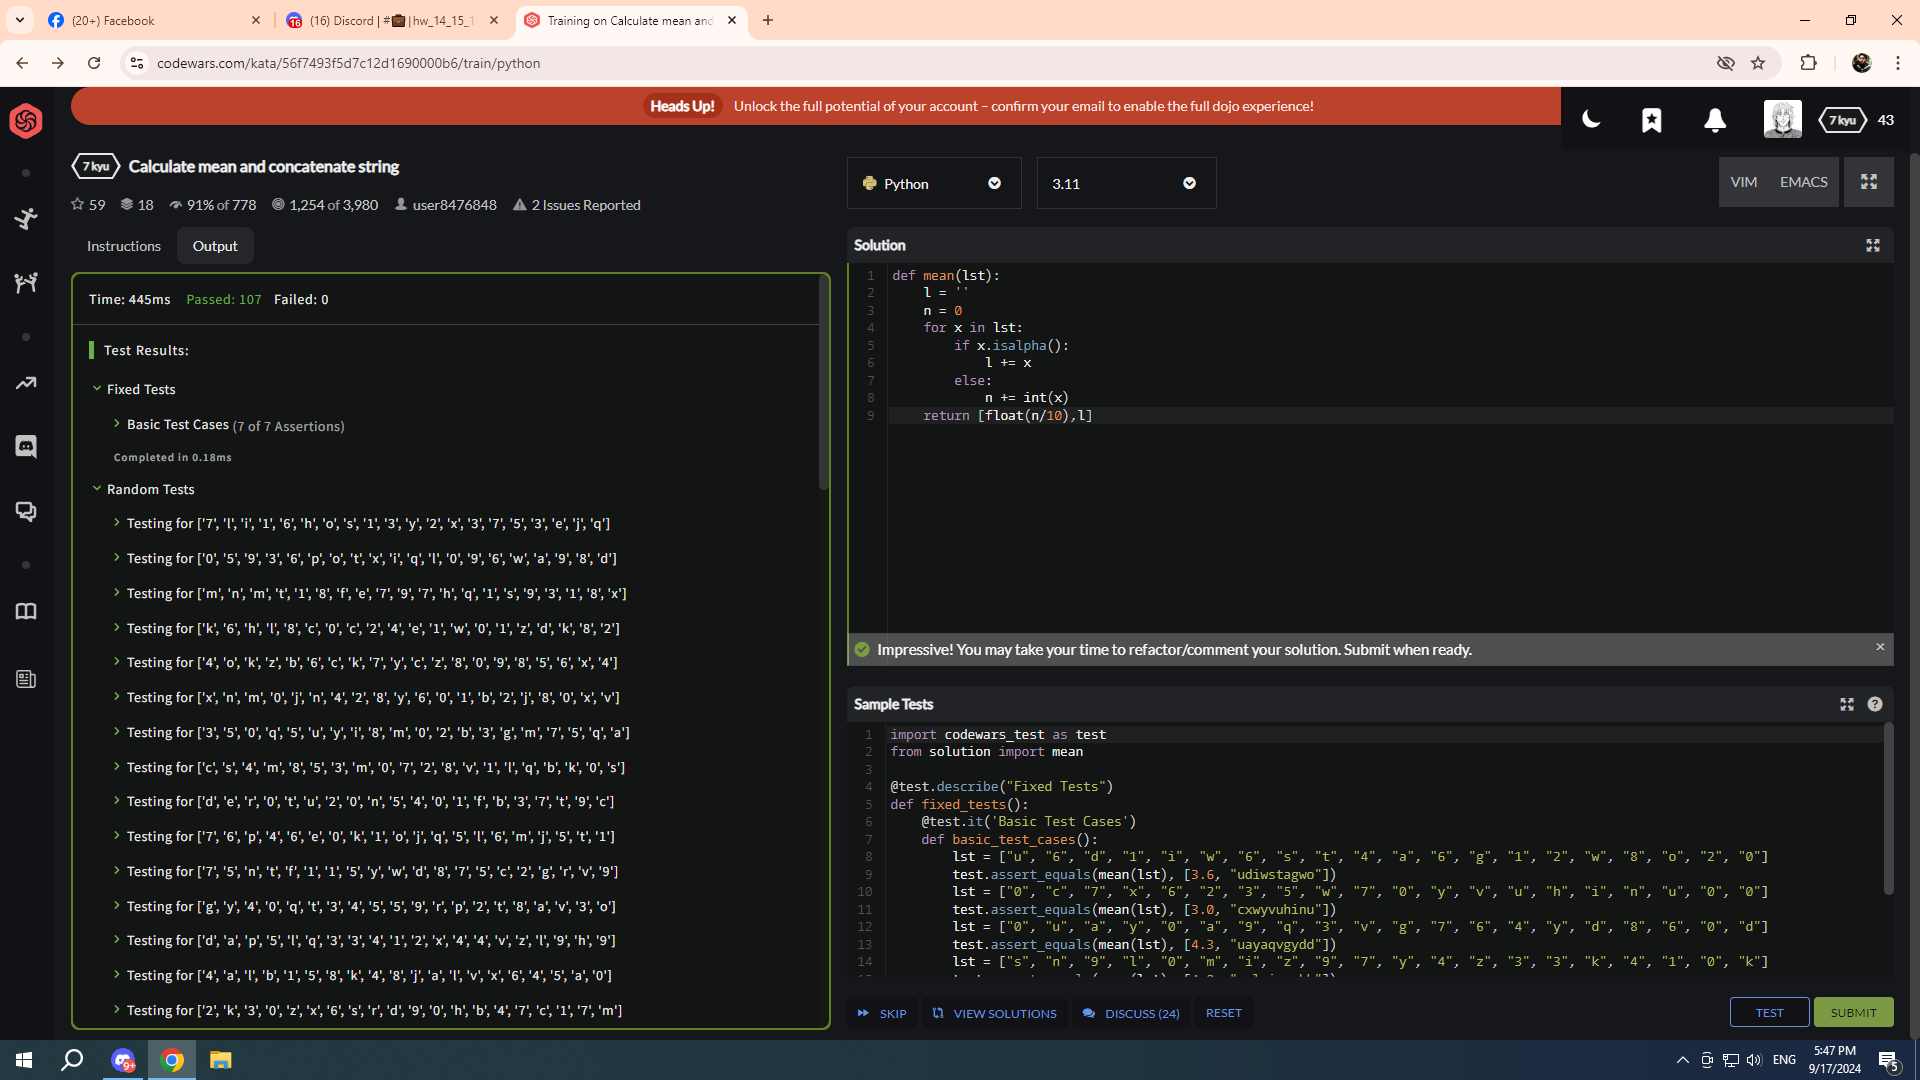 (20+) Facebook
(16) Discord | #💼 | hw_14_15_1
Training on Calculate mean and
codewars.com/kata/56f7493f5d7c12d1690000b6/train/python
Heads Up! Unlock the full potential of your account – confirm your email to enable the full dojo experience!
7 kyu 43
7 kyu Calculate mean and concatenate string
59 18 91% of 778 1,254 of 3,980 user8476848 2 Issues Reported
Instructions Output
Time: 445ms Passed: 107 Failed: 0
Test Results:
Fixed Tests
Basic Test Cases (7 of 7 Assertions)
Completed in 0.18ms
Random Tests
Testing for ['7', 'l', 'i', '1', '6', 'h', 'o', 's', '1', '3', 'y', '2', 'x', '3', '7', '5', '3', 'e', 'j', 'q']
Testing for ['0', '5', '9', '3', '6', 'p', 'o', 't', 'x', 'i', 'q', 'l', '0', '9', '6', 'w', 'a', '9', '8', 'd']
Testing for ['m', 'n', 'm', 't', '1', '8', 'f', 'e', '7', '9', '7', 'h', 'q', '1', 's', '9', '3', '1', '8', 'x']
Testing for ['k', '6', 'h', 'l', '8', 'c', '0', 'c', '2', '4', 'e', '1', 'w', '0', '1', 'z', 'd', 'k', '8', '2']
Testing for ['4', 'o', 'k', 'z', 'b', '6', 'c', 'k', '7', 'y', 'c', 'z', '8', '0', '9', '8', '5', '6', 'x', '4']
Testing for ['x', 'n', 'm', '0', 'j', 'n', '4', '2', '8', 'y', '6', '0', '1', 'b', '2', 'j', '8', '0', 'x', 'v']
Testing for ['3', '5', '0', 'q', '5', 'u', 'y', 'i', '8', 'm', '0', '2', 'b', '3', 'g', 'm', '7', '5', 'q', 'a']
Testing for ['c', 's', '4', 'm', '8', '5', '3', 'm', '0', '7', '2', '8', 'v', '1', 'l', 'q', 'b', 'k', '0', 's']
Testing for ['d', 'e', 'r', '0', 't', 'u', '2', '0', 'n', '5', '4', '0', '1', 'f', 'b', '3', '7', 't', '9', 'c']
Testing for ['7', '6', 'p', '4', '6', 'e', '0', 'k', '1', 'o', 'j', 'q', '5', 'l', '6', 'm', 'j', '5', 't', '1']
Testing for ['7', '5', 'n', 't', 'f', '1', '1', '5', 'y', 'w', 'd', '8', '7', '5', 'c', '2', 'g', 'r', 'v', '9']
Testing for ['g', 'y', '4', '0', 'q', 't', '3', '4', '5', '5', '9', 'r', 'p', '2', 't', '8', 'a', 'v', '3', 'o']
Testing for ['d', 'a', 'p', '5', 'l', 'q', '3', '3', '4', '1', '2', 'x', '4', '4', 'v', 'z', 'l', '9', 'h', '9']
Testing for ['4', 'a', 'l', 'b', '1', '5', '8', 'k', '4', '8', 'j', 'a', 'l', 'v', 'x', '6', '4', '5', 'a', '0']
Testing for ['2', 'k', '3', '0', 'z', 'x', '6', 's', 'r', 'd', '9', '0', 'h', 'b', '4', '7', 'c', '1', '7', 'm']
Python 3.11 VIM EMACS
Solution
1 def mean(lst):
2 l = ''
3 n = 0
4 for x in lst:
5 if x.isalpha():
6 l += x
7 else:
8 n += int(x)
9 return [float(n/10),l]
Impressive! You may take your time to refactor/comment your solution. Submit when ready.
Sample Tests
1 import codewars_test as test
2 from solution import mean
3
4 @test.describe("Fixed Tests")
5 def fixed_tests():
6 @test.it('Basic Test Cases')
7 def basic_test_cases():
8 lst = ["u", "6", "d", "1", "i", "w", "6", "s", "t", "4", "a", "6", "g", "1", "2", "w", "8", "o", "2", "0"]
9 test.assert_equals(mean(lst), [3.6, "udiwstagwo"])
10 lst = ["0", "c", "7", "x", "6", "2", "3", "5", "w", "7", "0", "y", "v", "u", "h", "i", "n", "u", "0", "0"]
11 test.assert_equals(mean(lst), [3.0, "cxwyvuhinu"])
12 lst = ["0", "u", "a", "y", "0", "a", "9", "q", "3", "v", "g", "7", "6", "4", "y", "d", "8", "6", "0", "d"]
13 test.assert_equals(mean(lst), [4.3, "uayaqvgydd"])
14 lst = ["s", "n", "9", "l", "0", "m", "i", "z", "9", "7", "y", "4", "z", "3", "3", "k", "4", "1", "0", "k"]
SKIP VIEW SOLUTIONS DISCUSS (24) RESET TEST SUBMIT
9+ ENG 5:47 PM
9/17/2024 5